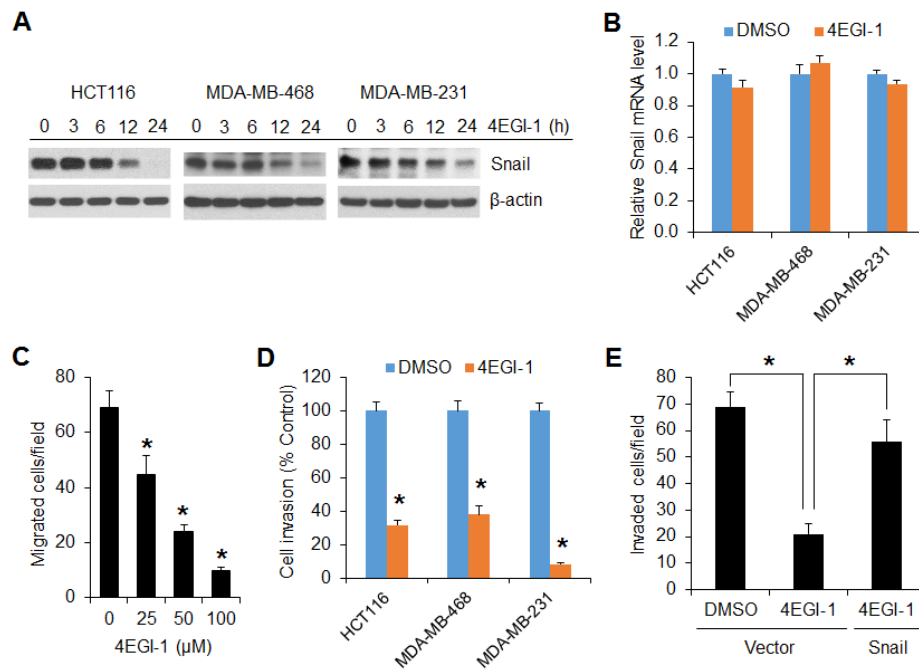 A
HCT116 MDA-MB-468 MDA-MB-231
0 3 6 12 24 0 3 6 12 24 0 3 6 12 24 4EGI-1 (h)
Snail
β-actin
B
DMSO 4EGI-1
Relative Snail mRNA level
1.2
1.0
0.8
0.6
0.4
0.2
0.0
HCT116
MDA-MB-468
MDA-MB-231
C
Migrated cells/field
80
60
40
20
0
* * *
0 25 50 100
4EGI-1 (µM)
D
DMSO 4EGI-1
Cell invasion (% Control)
120
100
80
60
40
20
0
* * *
HCT116
MDA-MB-468
MDA-MB-231
E
Invaded cells/field
80
70
60
50
40
30
20
10
0
* *
DMSO 4EGI-1 4EGI-1
Vector Snail